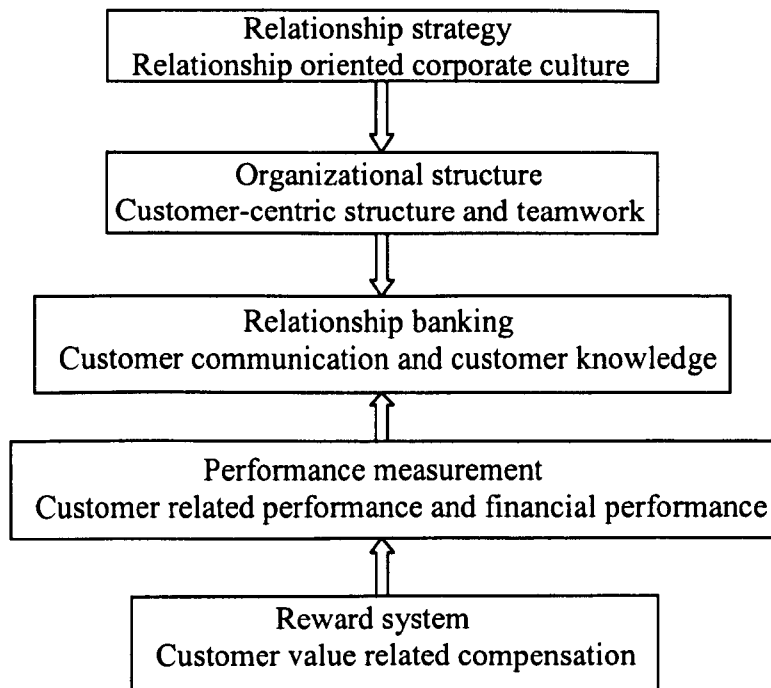 Relationship strategy
Relationship oriented corporate culture
Organizational structure
Customer-centric structure and teamwork
Relationship banking
Customer communication and customer knowledge
Performance measurement
Customer related performance and financial performance
Reward system
Customer value related compensation